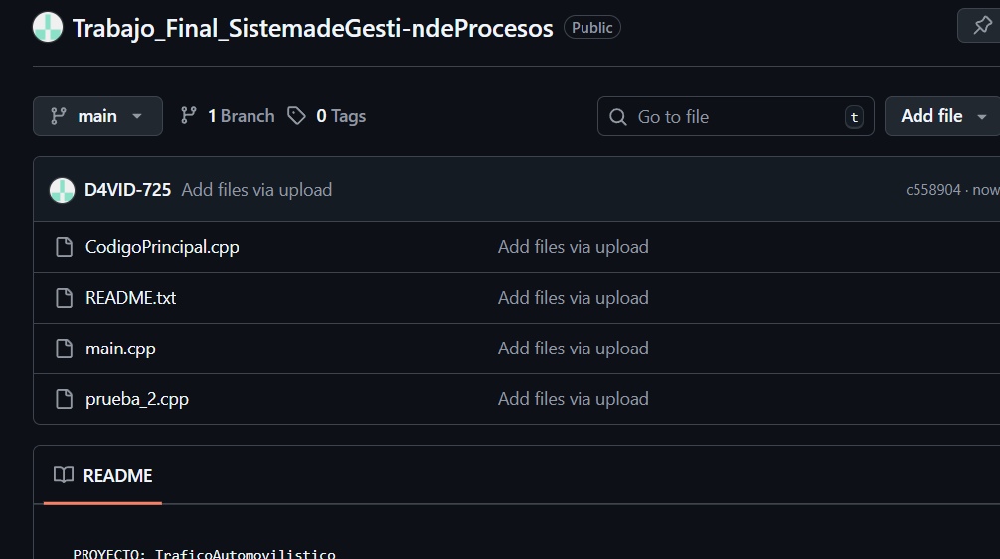 Trabajo_Final_SistemadeGesti-ndeProcesos Public
main 1 Branch 0 Tags Go to file t Add file
D4VID-725 Add files via upload c558904 · now
CodigoPrincipal.cpp Add files via upload
README.txt Add files via upload
main.cpp Add files via upload
prueba_2.cpp Add files via upload
README
PROYECTO: TraficoAutomovilistico